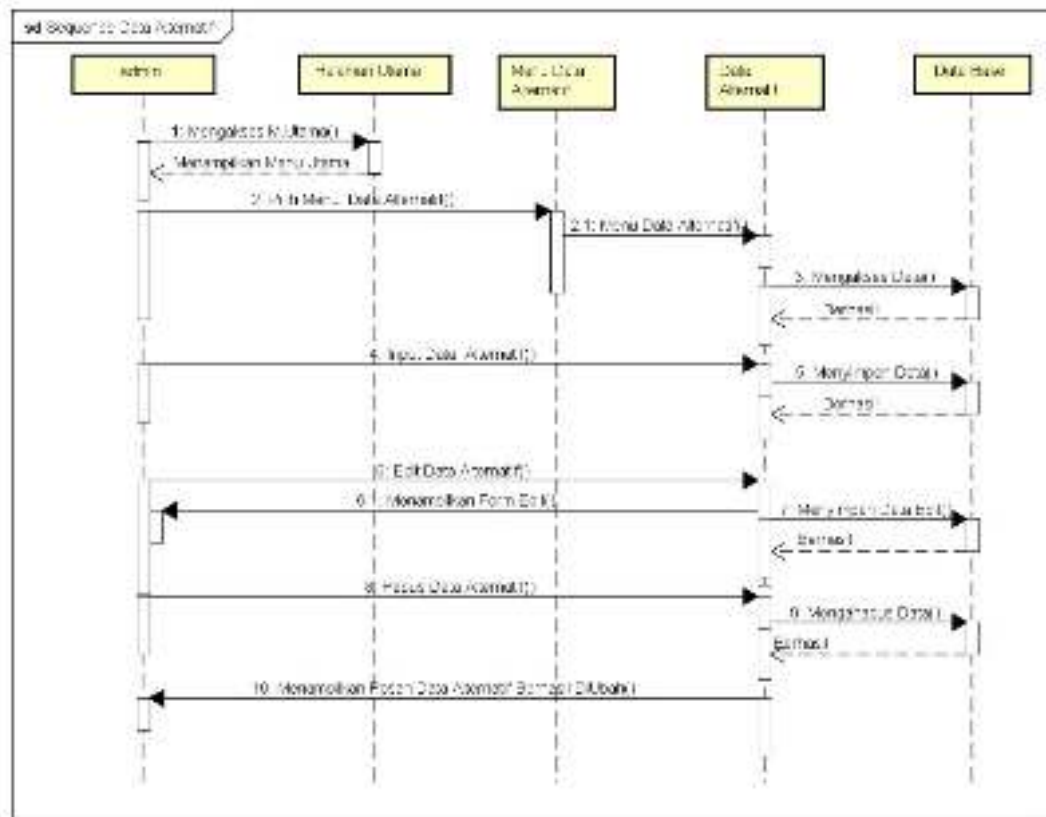 sd Sequence Data Alternatif
admin
Halaman Utama
Menu Data
Alternatif
Data
Alternatif
Data Base
1: Mengakses M.Utama()
Menampilkan Menu Utama
2: Pilih Menu Data Alternatif()
2.1: Menu Data Alternatif()
3: Mengakses Data()
Berhasil
4: Input Data Alternatif()
5: Menyimpan Data()
Berhasil
6: Edit Data Alternatif()
6.1: Menampilkan Form Edit()
7: Menyimpan Data Edit()
Berhasil
8: Hapus Data Alternatif()
9: Menghapus Data()
Berhasil
10: Menampilkan Pesan Data Alternatif Berhasil DiUbah()